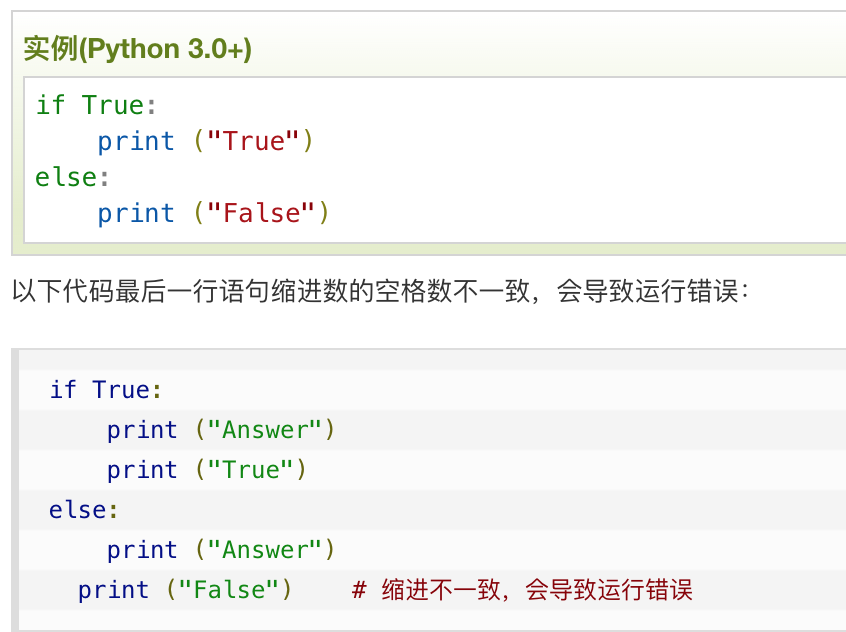 实例(Python 3.0+)
if True:
    print ("True")
else:
    print ("False")
以下代码最后一行语句缩进数的空格数不一致，会导致运行错误：
if True:
    print ("Answer")
    print ("True")
else:
    print ("Answer")
  print ("False")    # 缩进不一致，会导致运行错误